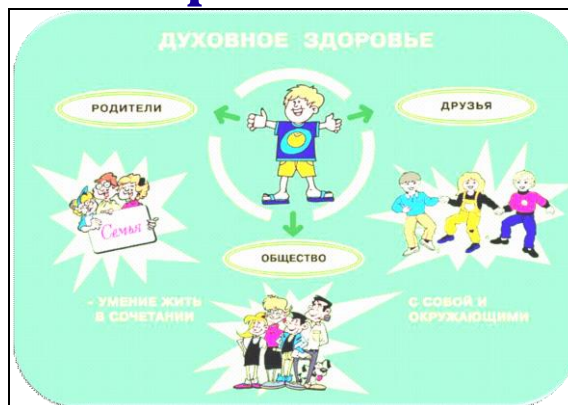 ДУХОВНОЕ ЗДОРОВЬЕ
РОДИТЕЛИ
ДРУЗЬЯ
Семья
ОБЩЕСТВО
- УМЕНИЕ ЖИТЬ
В СОЧЕТАНИИ
С СОБОЙ И
ОКРУЖАЮЩИМИ